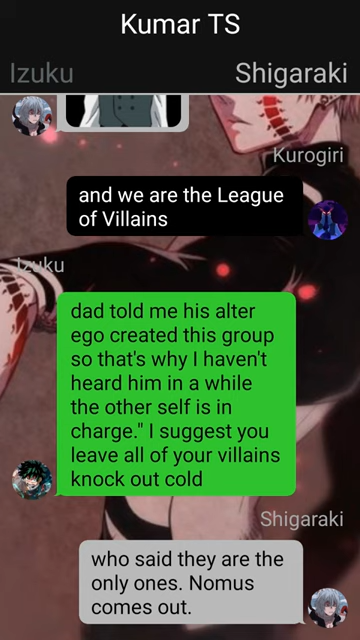 Kumar TS
Izuku
Shigaraki
Kurogiri
and we are the League
of Villains
Izuku
dad told me his alter
ego created this group
so that's why I haven't
heard him in a while
the other self is in
charge." I suggest you
leave all of your villains
knock out cold
Shigaraki
who said they are the
only ones. Nomus
comes out.